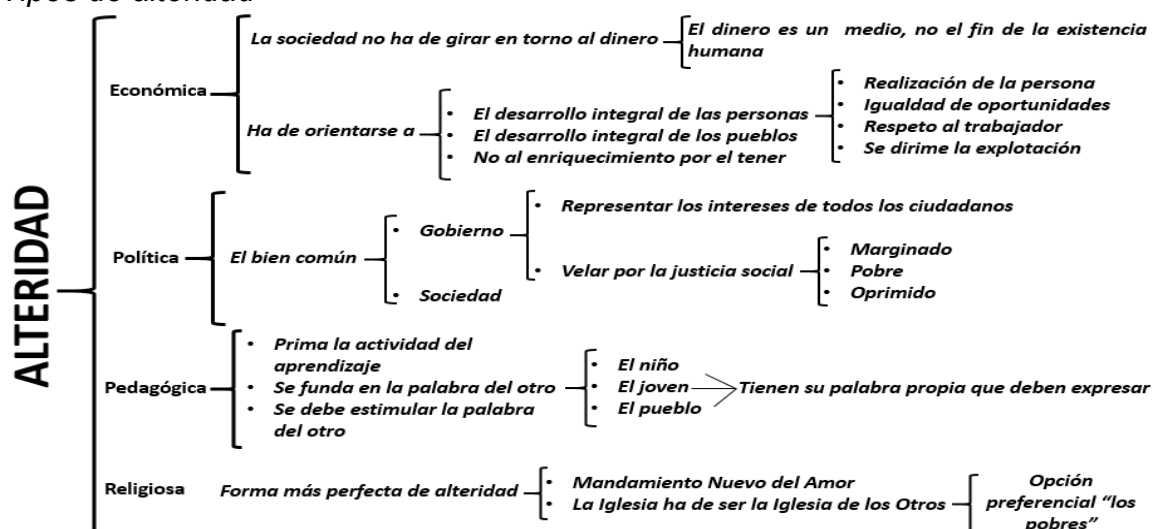 Tipos de alteridad
ALTERIDAD
Económica
La sociedad no ha de girar en torno al dinero
El dinero es un medio, no el fin de la existencia
humana
Ha de orientarse a
• El desarrollo integral de las personas
• El desarrollo integral de los pueblos
• No al enriquecimiento por el tener
• Realización de la persona
• Igualdad de oportunidades
• Respeto al trabajador
• Se dirime la explotación
Política
El bien común
• Gobierno
• Sociedad
• Representar los intereses de todos los ciudadanos
• Velar por la justicia social
• Marginado
• Pobre
• Oprimido
Pedagógica
• Prima la actividad del
aprendizaje
• Se funda en la palabra del otro
• Se debe estimular la palabra
del otro
• El niño
• El joven
• El pueblo
Tienen su palabra propia que deben expresar
Religiosa
Forma más perfecta de alteridad
• Mandamiento Nuevo del Amor
• La Iglesia ha de ser la Iglesia de los Otros
Opción
preferencial “los
pobres”